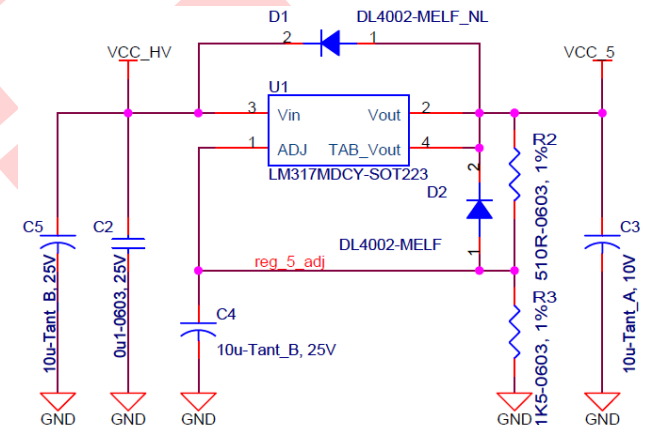 D1
DL4002-MELF_NL
2
1
VCC_HV
VCC_5
U1
3
Vin
Vout
2
1
ADJ
TAB_Vout
4
LM317MDCY-SOT223
R2
510R-0603, 1%
D2
2
1
DL4002-MELF
C5
10u-Tant_B, 25V
C2
0u1-0603, 25V
C3
10u-Tant_A, 10V
reg_5_adj
R3
1K5-0603, 1%
C4
10u-Tant_B, 25V
GND
GND
GND
GND
GND